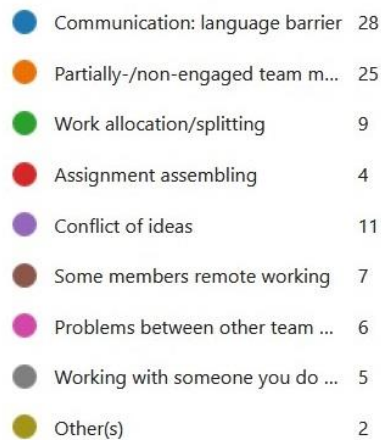 Communication: language barrier 28
Partially-/non-engaged team m... 25
Work allocation/splitting 9
Assignment assembling 4
Conflict of ideas 11
Some members remote working 7
Problems between other team ... 6
Working with someone you do ... 5
Other(s) 2